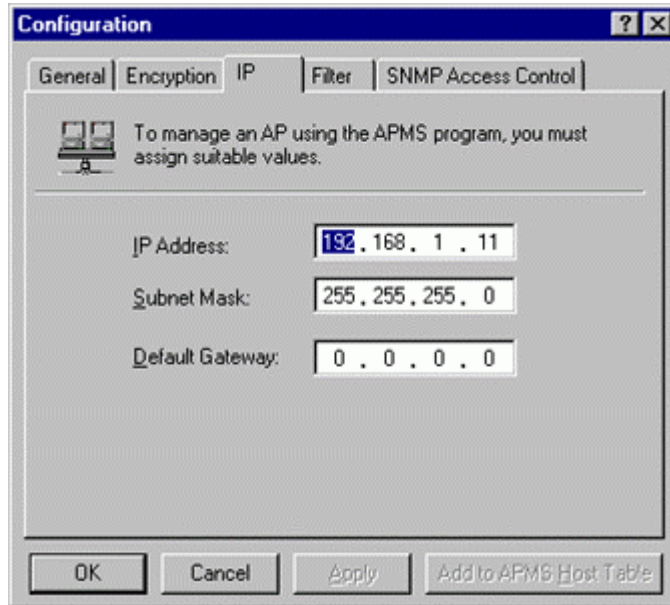 Configuration
General Encryption IP Filter SNMP Access Control
To manage an AP using the APMS program, you must
assign suitable values.
IP Address: 192 . 168 . 1 . 11
Subnet Mask: 255 . 255 . 255 . 0
Default Gateway: 0 . 0 . 0 . 0
OK Cancel Apply Add to APMS Host Table